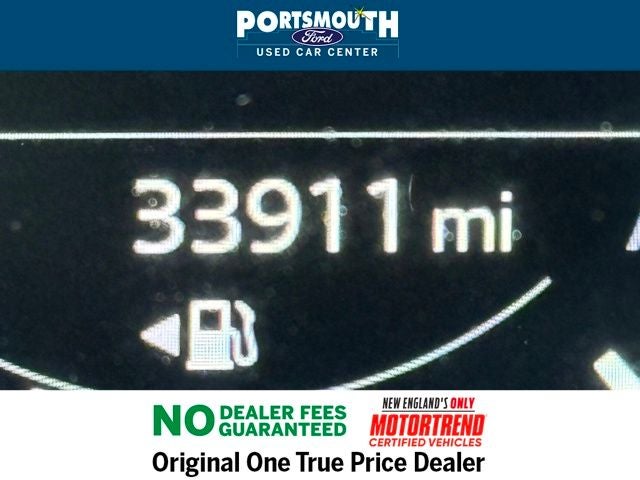 PORTSMOUTH
Ford
USED CAR CENTER
33911 mi
NO DEALER FEES
GUARANTEED
NEW ENGLAND'S ONLY
MOTORTREND
CERTIFIED VEHICLES
Original One True Price Dealer